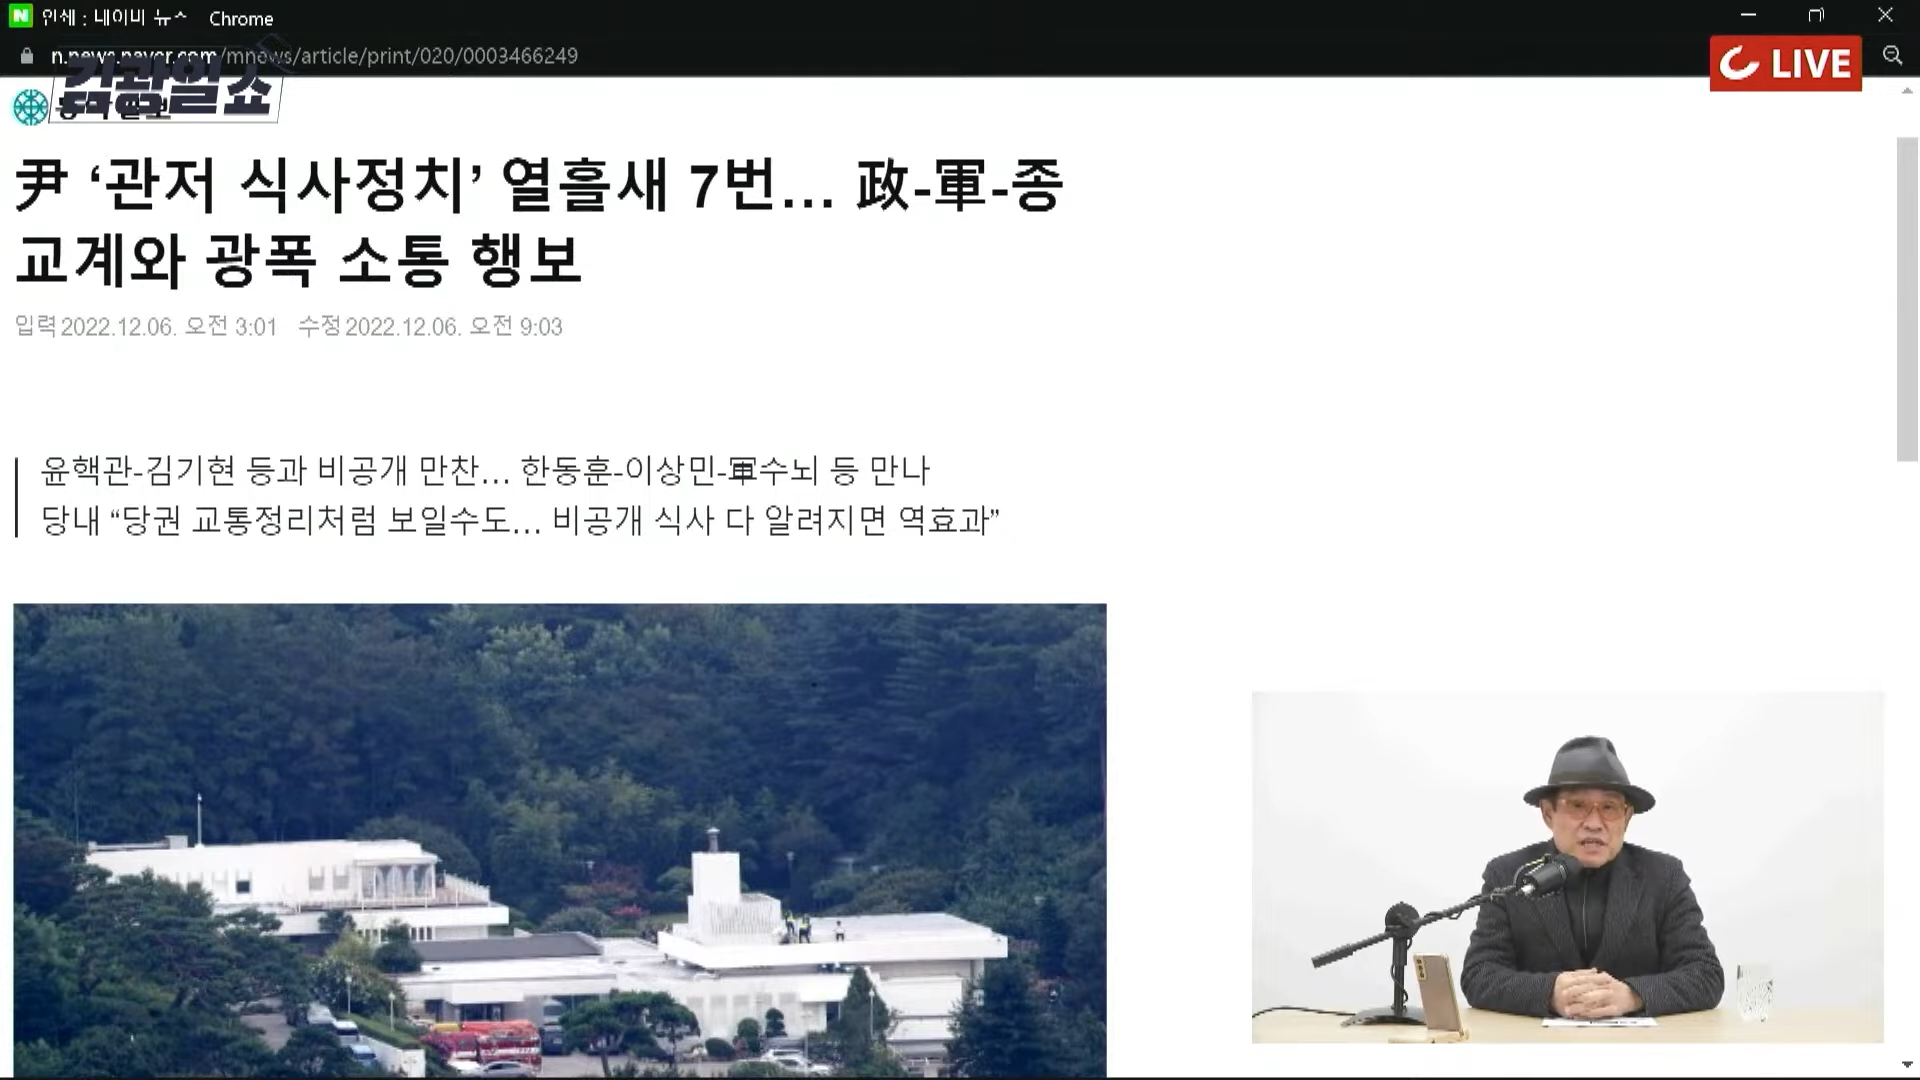 인쇄 : 네이버 뉴스 Chrome
n.news.naver.com/mnews/article/print/020/0003466249
LIVE
김광일쇼
尹 ‘관저 식사정치’ 열흘새 7번… 政-軍-종
교계와 광폭 소통 행보
입력 2022.12.06. 오전 3:01 수정 2022.12.06. 오전 9:03
윤핵관-김기현 등과 비공개 만찬… 한동훈-이상민-軍수뇌 등 만나
당내 “당권 교통정리처럼 보일수도… 비공개 식사 다 알려지면 역효과”